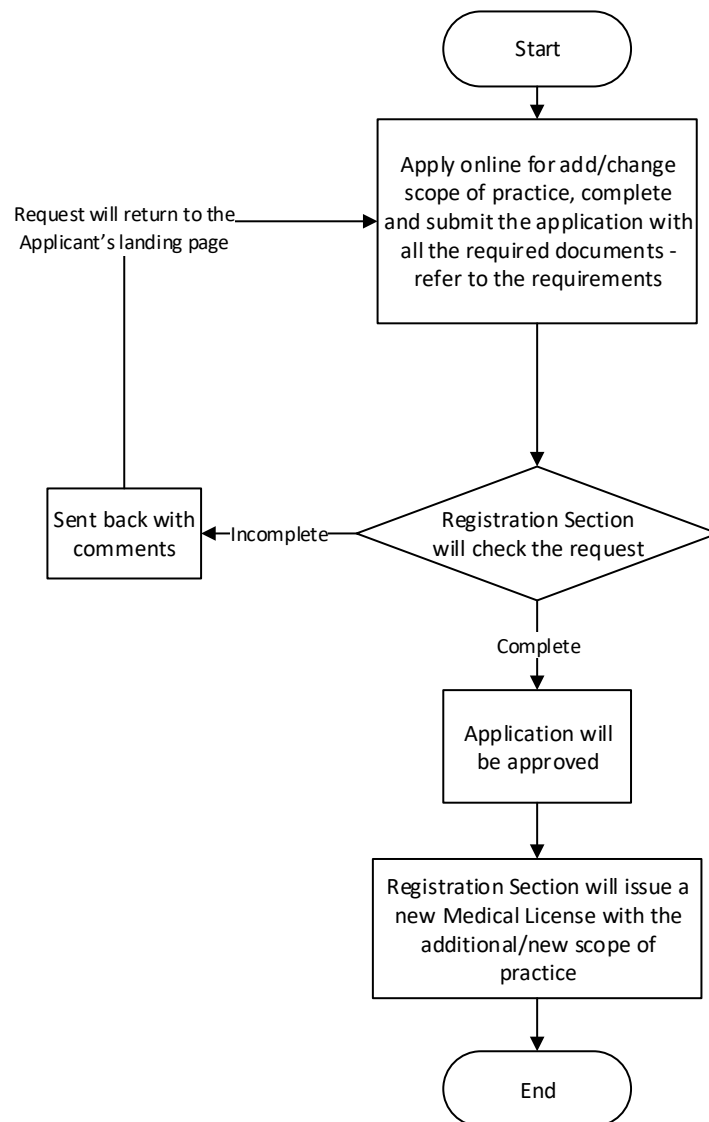 Start
Apply online for add/change
scope of practice, complete
and submit the application with
all the required documents -
refer to the requirements
Request will return to the
Applicant’s landing page
Registration Section
will check the request
Incomplete
Sent back with
comments
Complete
Application will
be approved
Registration Section will issue a
new Medical License with the
additional/new scope of
practice
End